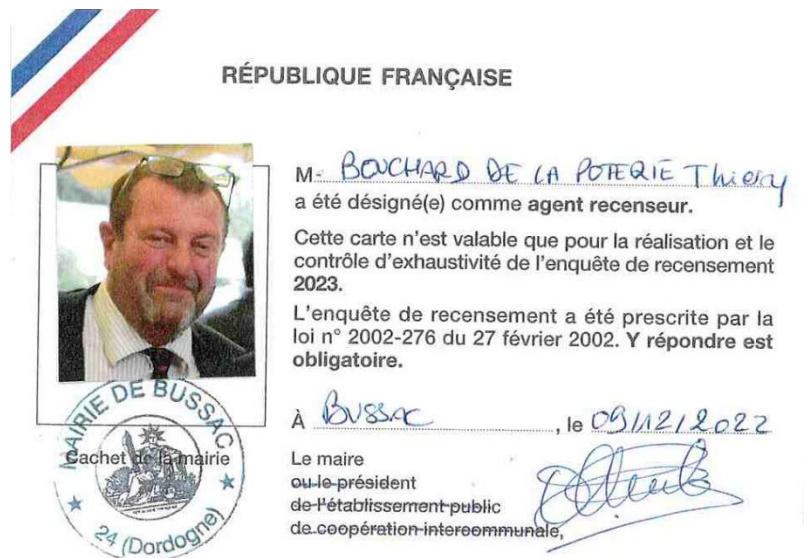 RÉPUBLIQUE FRANÇAISE
M. BOUCHARD DE LA POTERIE Thierry
a été désigné(e) comme agent recenseur.
Cette carte n'est valable que pour la réalisation et le
contrôle d'exhaustivité de l'enquête de recensement
2023.
L'enquête de recensement a été prescrite par la
loi n° 2002-276 du 27 février 2002. Y répondre est
obligatoire.
À BUSSAC, le 09/12/2022
Le maire
ou le président
de l'établissement public
de coopération intercommunale,
MAIRIE DE BUSSAC
Cachet de la mairie
24 (Dordogne)